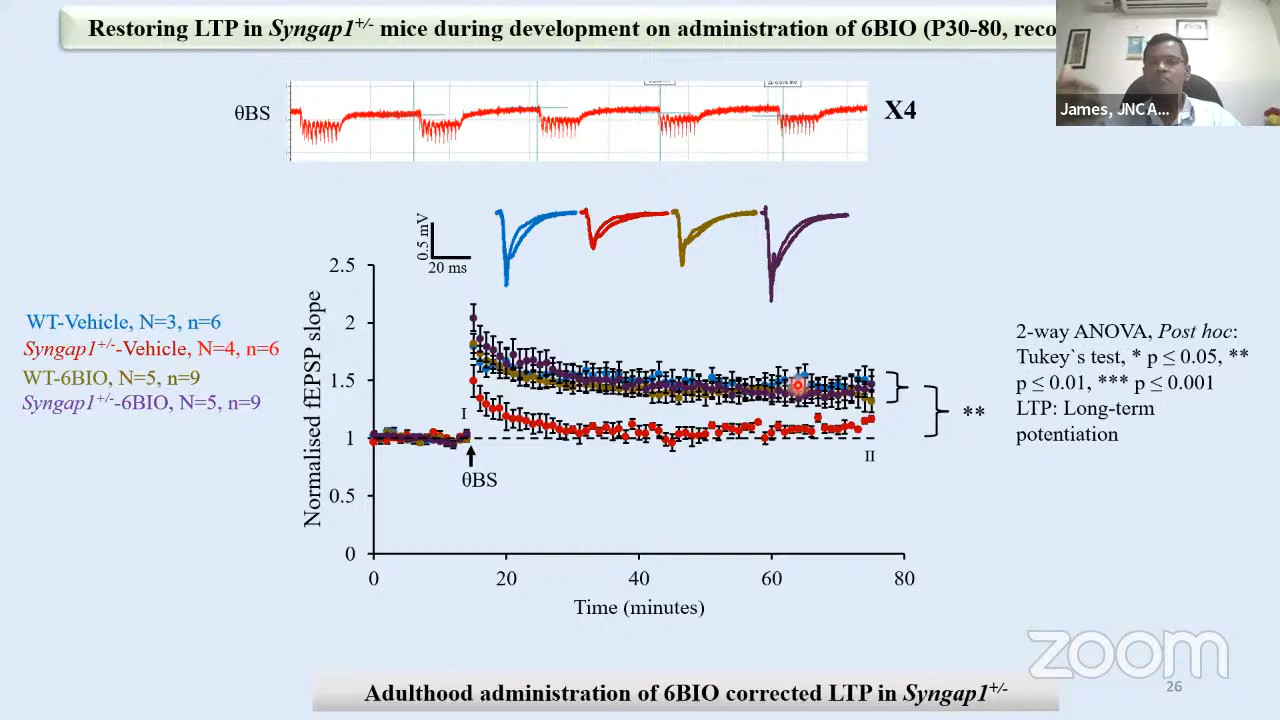 Restoring LTP in Syngap1+/- mice during development on administration of 6BIO (P30-80,
James, JNC A...
θBS
X4
0.5 mV
20 ms
WT-Vehicle, N=3, n=6
Syngap1+/--Vehicle, N=4, n=6
WT-6BIO, N=5, n=9
Syngap1+/--6BIO, N=5, n=9
Normalised fEPSP slope
2.5
2
1.5
1
0.5
0
I
θBS
II
**
0
20
40
60
80
Time (minutes)
2-way ANOVA, Post hoc:
Tukey`s test, * p ≤ 0.05, **
p ≤ 0.01, *** p ≤ 0.001
LTP: Long-term
potentiation
zoom
26
Adulthood administration of 6BIO corrected LTP in Syngap1+/-